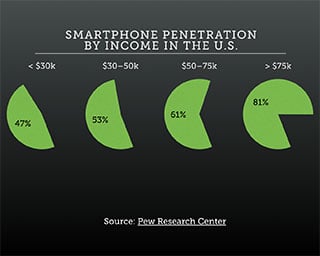 SMARTPHONE PENETRATION
BY INCOME IN THE U.S.
< $30k $30–50k $50–75k > $75k
47% 53% 61% 81%
Source: Pew Research Center